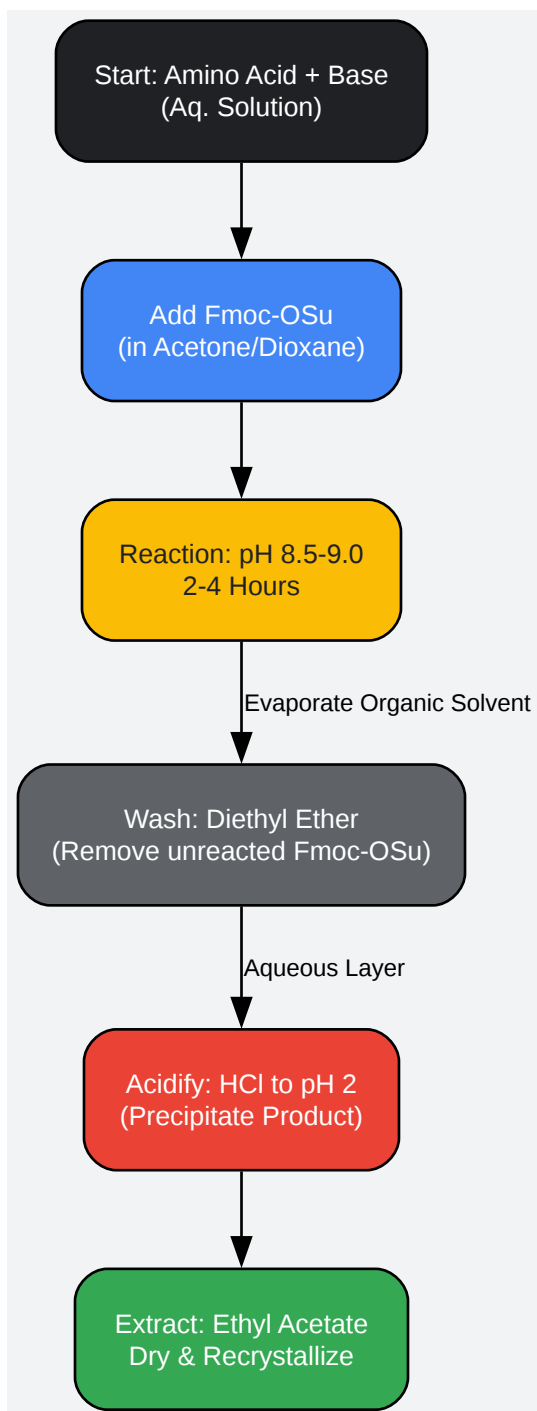 Start: Amino Acid + Base
(Aq. Solution)
Add Fmoc-OSu
(in Acetone/Dioxane)
Reaction: pH 8.5-9.0
2-4 Hours
Evaporate Organic Solvent
Wash: Diethyl Ether
(Remove unreacted Fmoc-OSu)
Aqueous Layer
Acidify: HCl to pH 2
(Precipitate Product)
Extract: Ethyl Acetate
Dry & Recrystallize